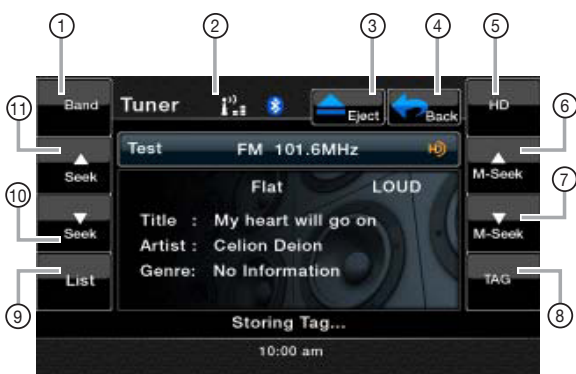 1 2 3 4 5
Band Tuner Eject Back HD
11 6
Test FM 101.6MHz HD
Seek M-Seek
Flat LOUD
10 7
Title : My heart will go on
Seek M-Seek
Artist : Celion Deion
List Genre: No Information TAG
9 8
Storing Tag...
10:00 am